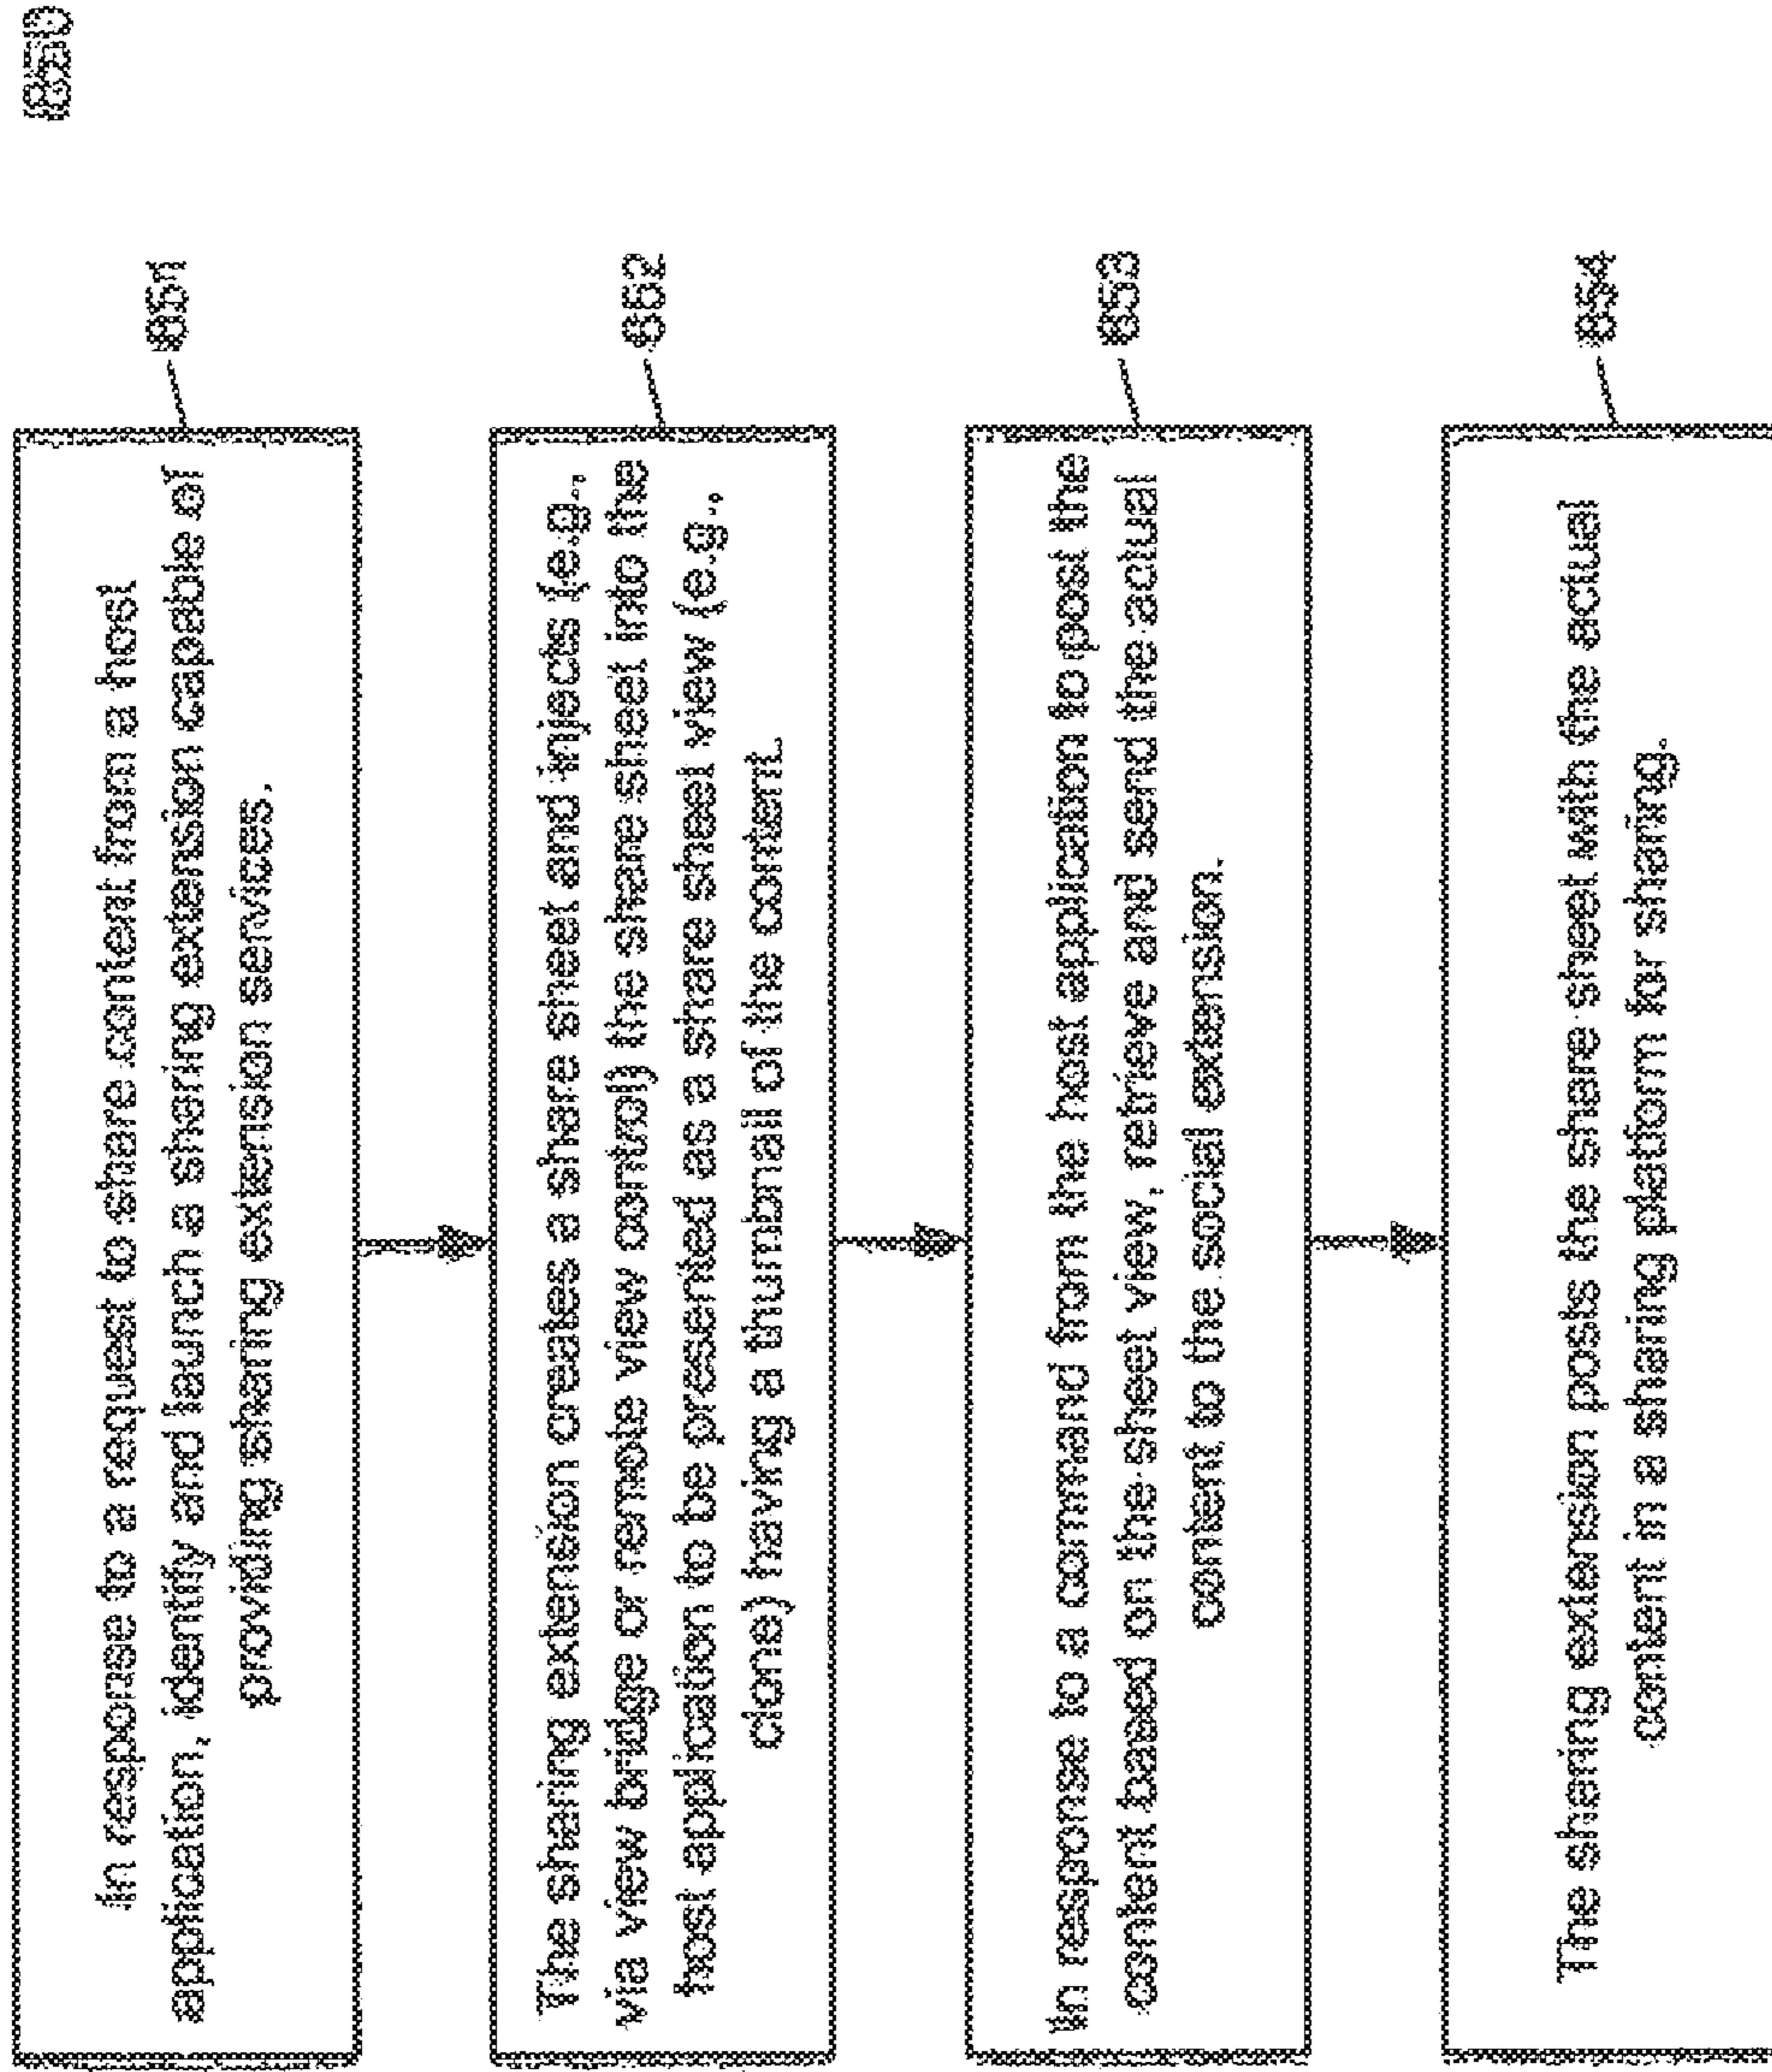 850
In response to a request to share content from a host
application, identify and launch a sharing extension capable of
providing sharing extension services.
851
The sharing extension creates a share sheet and injects (e.g.,
via view bridge or remote view control) the share sheet into the
host application to be presented as a share sheet view (e.g.,
clone) having a thumbnail of the content.
852
In response to a command from the host application to post the
content based on the sheet view, retrieve and send the actual
content to the social extension.
853
The sharing extension posts the share sheet with the actual
content in a sharing platform for sharing.
854